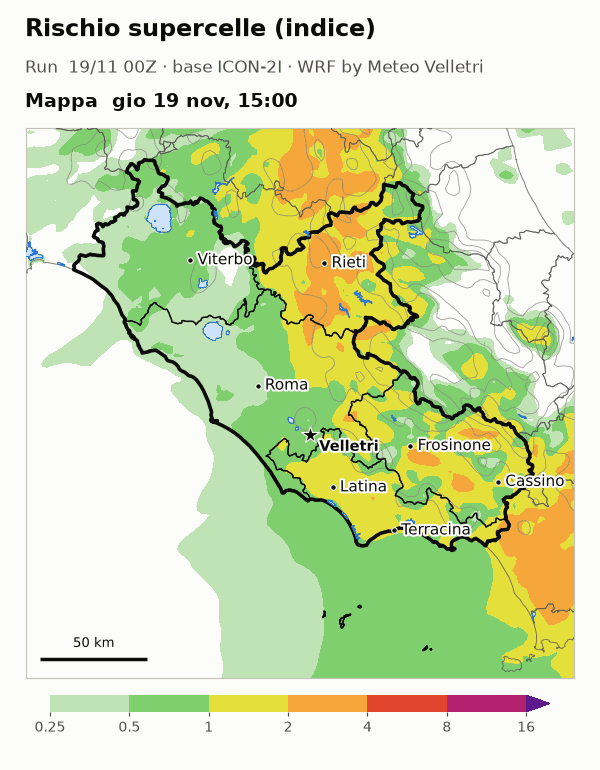 Rischio supercelle (indice)
Run 19/11 00Z · base ICON-2I · WRF by Meteo Velletri
Mappa gio 19 nov, 15:00
Viterbo
Rieti
Roma
Velletri
Frosinone
Cassino
Latina
Terracina
50 km
0.25 0.5 1 2 4 8 16